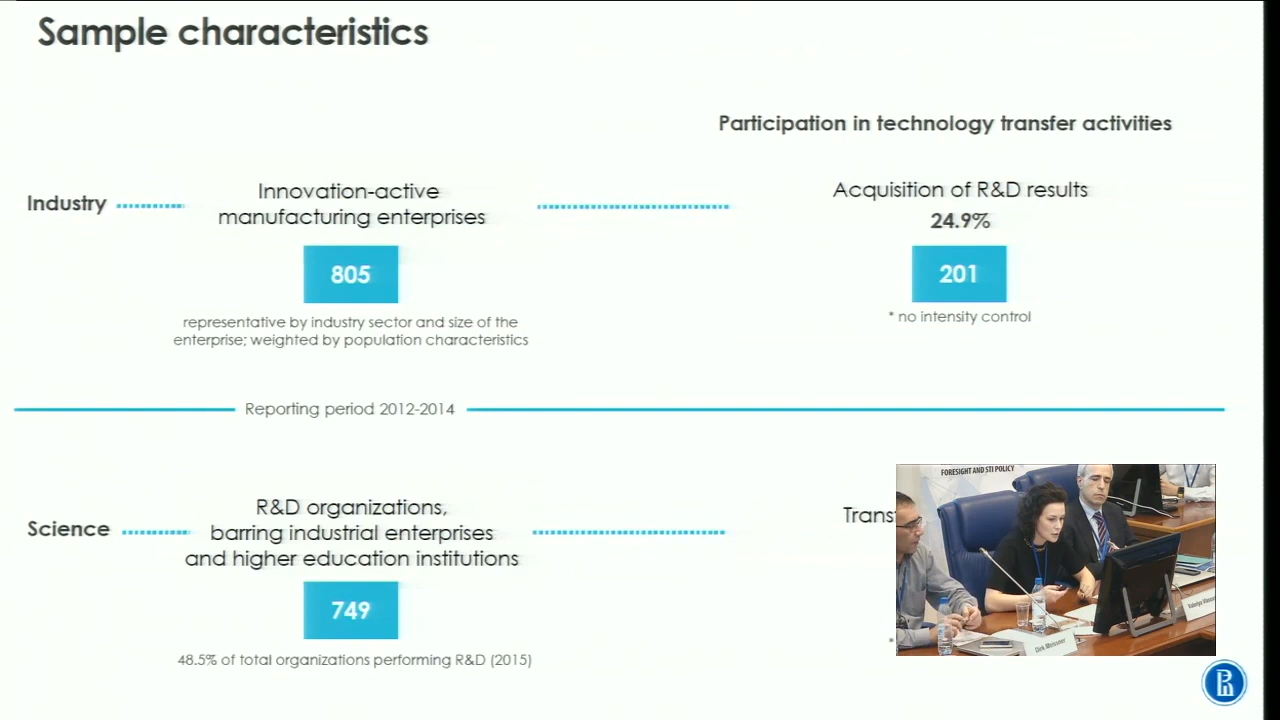 Sample characteristics
Participation in technology transfer activities
Industry
Innovation-active
manufacturing enterprises
805
representative by industry sector and size of the
enterprise; weighted by population characteristics
Acquisition of R&D results
24.9%
201
* no intensity control
Reporting period 2012-2014
Science
R&D organizations,
barring industrial enterprises
and higher education institutions
749
48.5% of total organizations performing R&D (2015)
*
FORESIGHT AND STI POLICY
Dirk Meissner